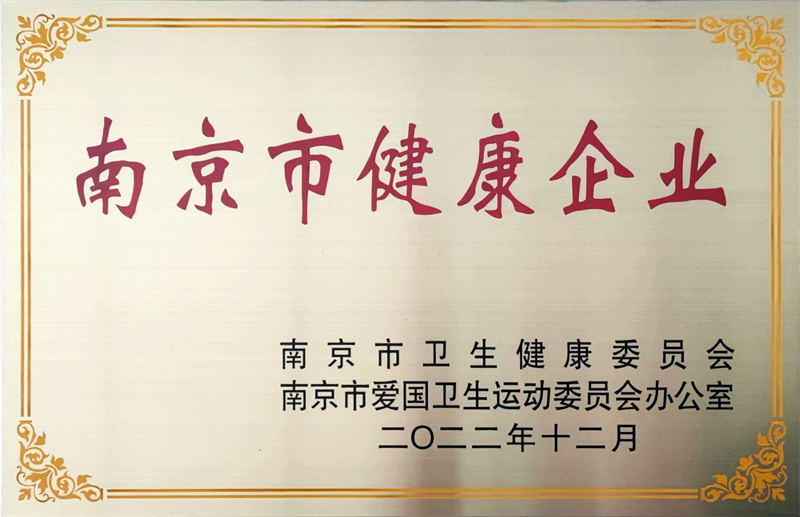 南京市健康企业
南京市卫生健康委员会
南京市爱国卫生运动委员会办公室
二〇二二年十二月